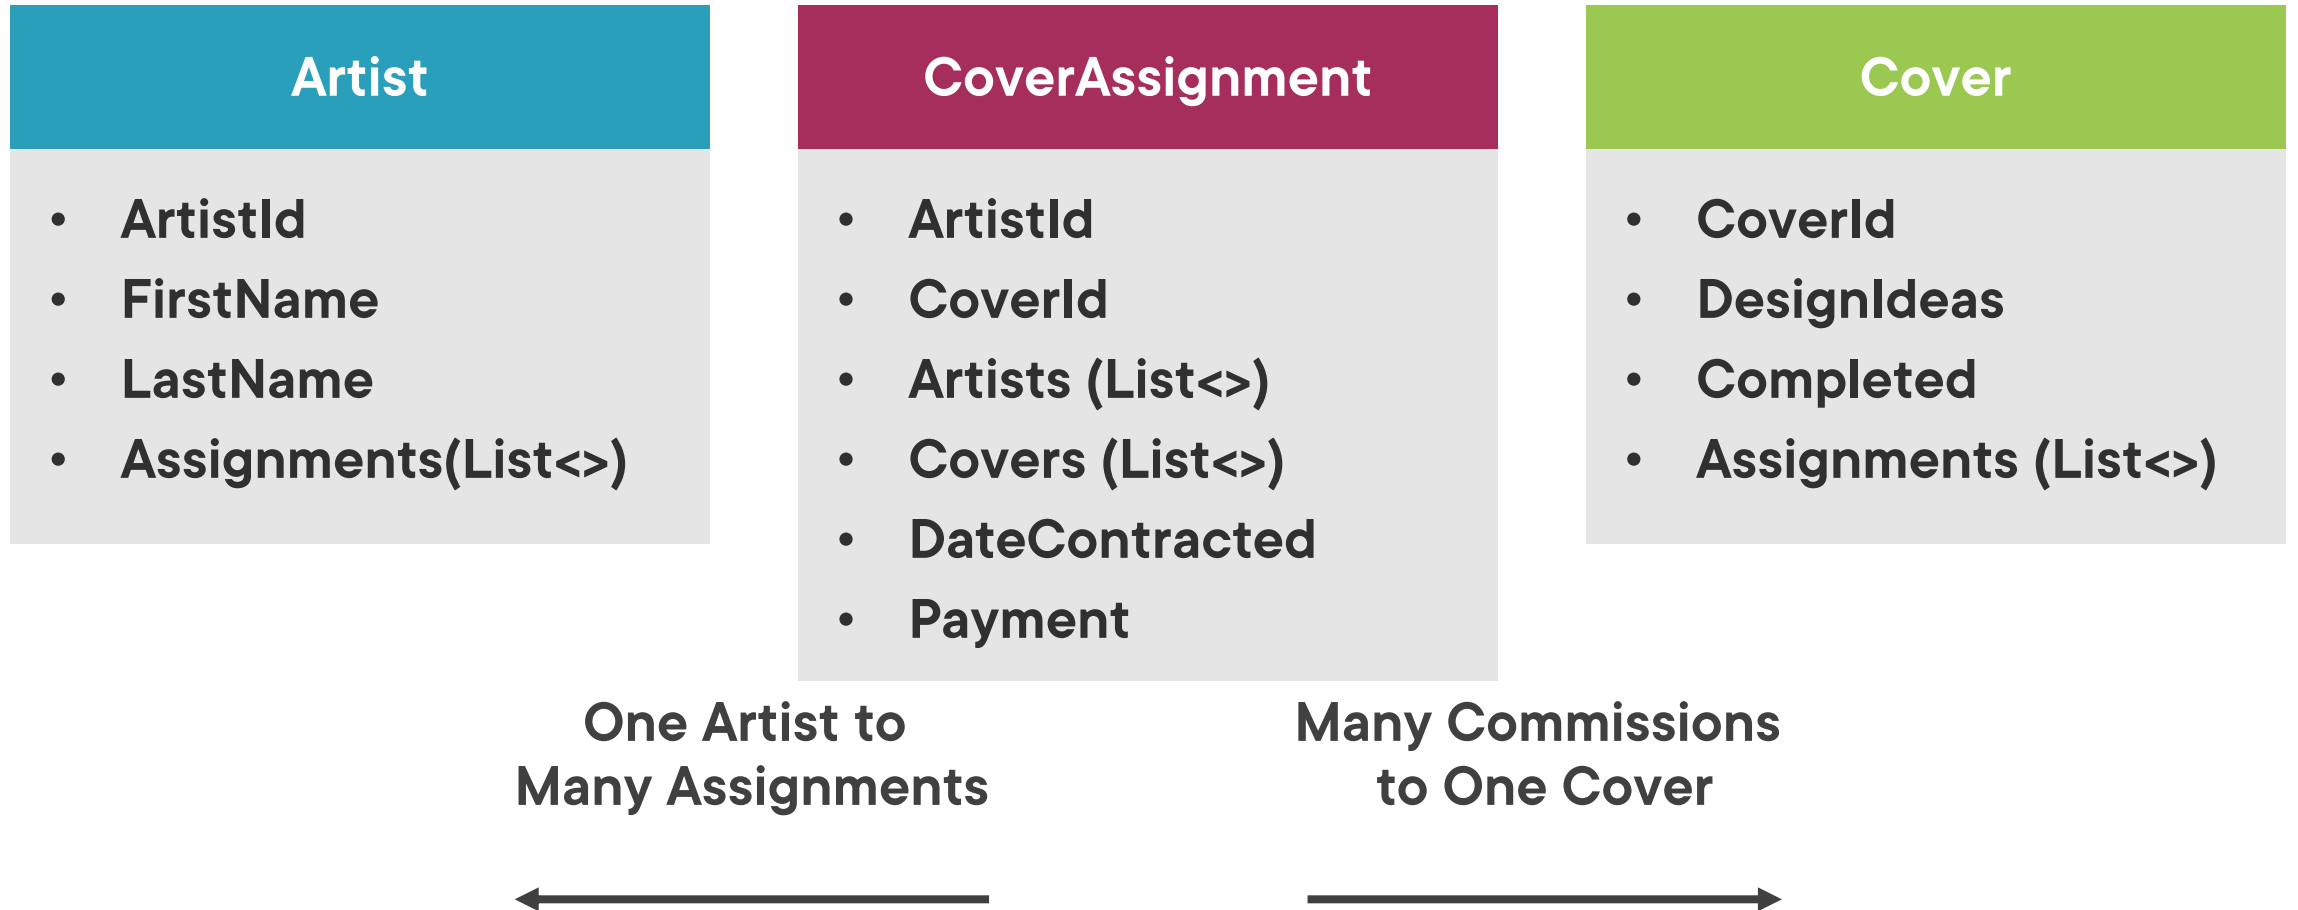 Artist
• ArtistId
• FirstName
• LastName
• Assignments(List<>)
CoverAssignment
• ArtistId
• CoverId
• Artists (List<>)
• Covers (List<>)
• DateContracted
• Payment
Cover
• CoverId
• DesignIdeas
• Completed
• Assignments (List<>)
One Artist to
Many Assignments
Many Commissions
to One Cover